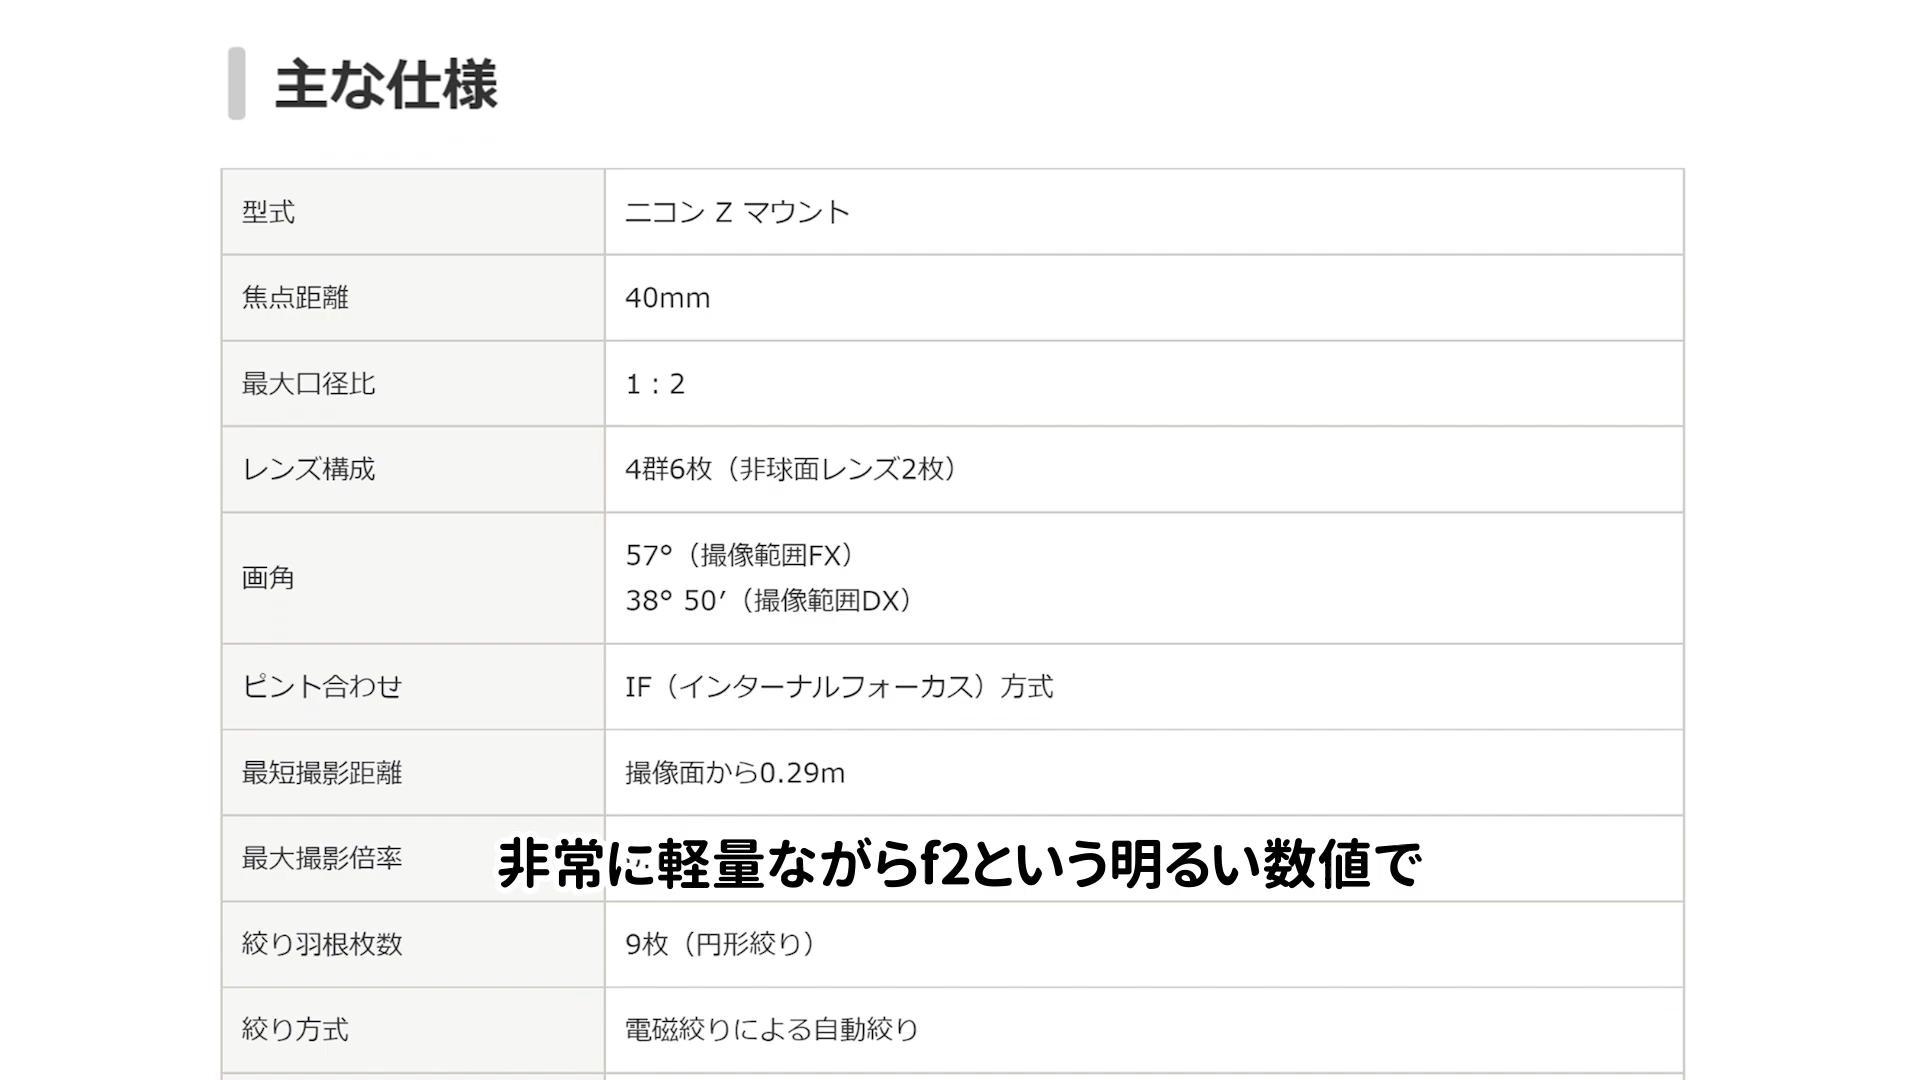 主な仕様
型式
ニコン Z マウント
焦点距離
40mm
最大口径比
1 : 2
レンズ構成
4群6枚（非球面レンズ2枚）
画角
57°（撮像範囲FX）
38° 50′（撮像範囲DX）
ピント合わせ
IF（インターナルフォーカス）方式
最短撮影距離
撮像面から0.29m
最大撮影倍率
非常に軽量ながらf2という明るい数値で
絞り羽根枚数
9枚（円形絞り）
絞り方式
電磁絞りによる自動絞り